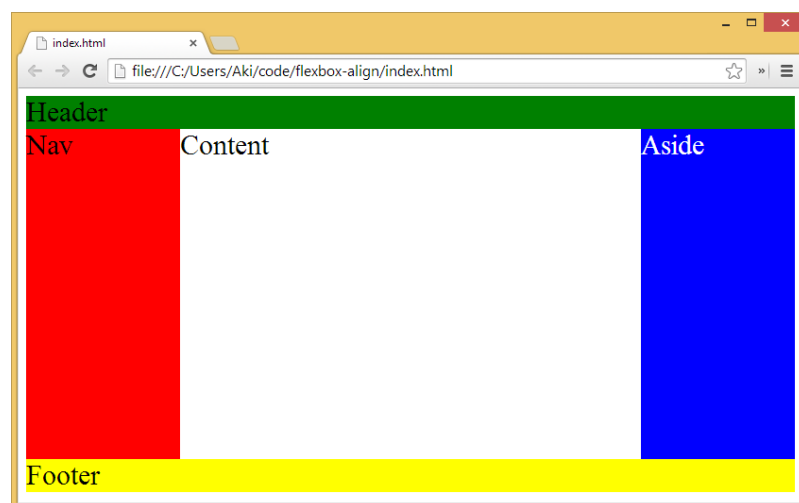 index.html
file:///C:/Users/Aki/code/flexbox-align/index.html
Header
Nav Content Aside
Footer